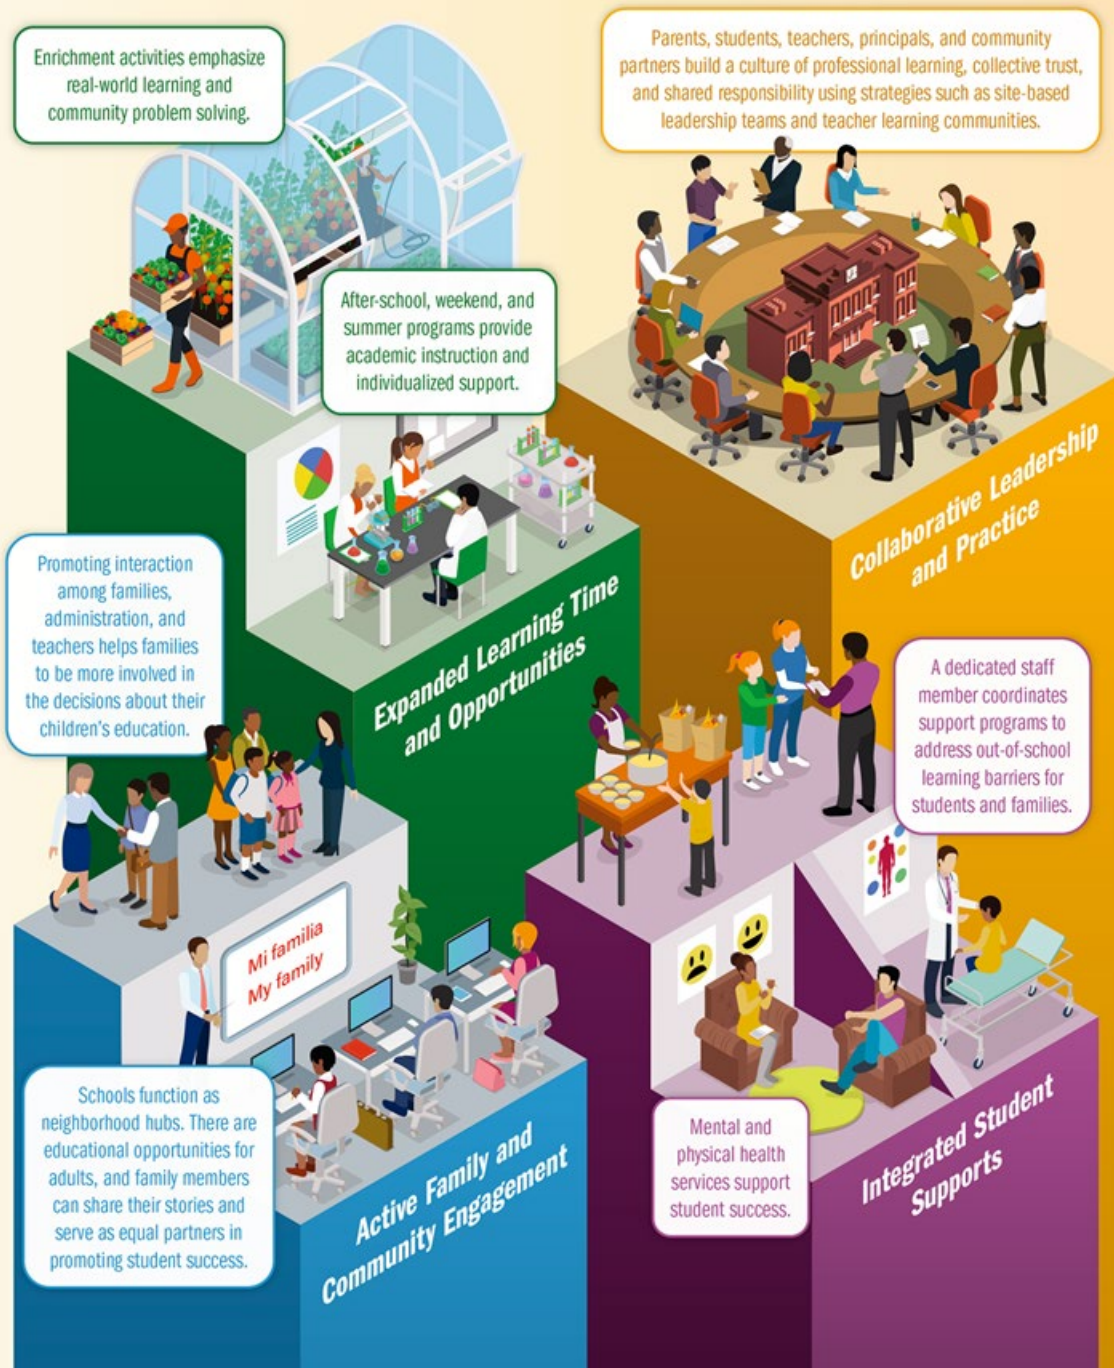 Enrichment activities emphasize
real-world learning and
community problem solving.
Parents, students, teachers, principals, and community
partners build a culture of professional learning, collective trust,
and shared responsibility using strategies such as site-based
leadership teams and teacher learning communities.
After-school, weekend, and
summer programs provide
academic instruction and
individualized support.
Collaborative Leadership
and Practice
Expanded Learning Time
and Opportunities
Promoting interaction
among families,
administration, and
teachers helps families
to be more involved in
the decisions about their
children's education.
A dedicated staff
member coordinates
support programs to
address out-of-school
learning barriers for
students and families.
Mi familia
My family
Schools function as
neighborhood hubs. There are
educational opportunities for
adults, and family members
can share their stories and
serve as equal partners in
promoting student success.
Active Family and
Community Engagement
Mental and
physical health
services support
student success.
Integrated Student
Supports